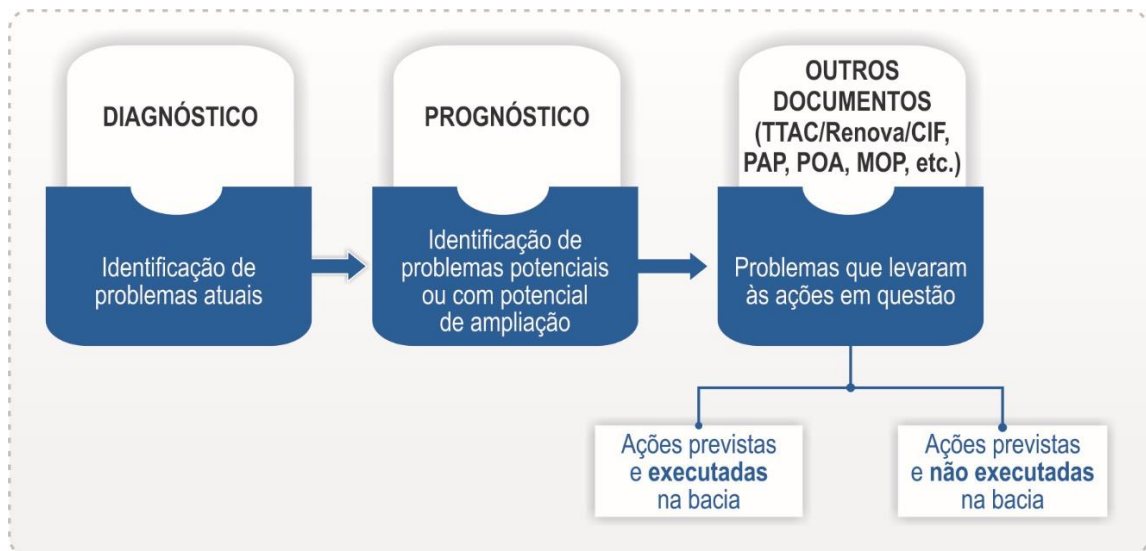 DIAGNÓSTICO
Identificação de
problemas atuais
PROGNÓSTICO
Identificação de
problemas potenciais
ou com potencial
de ampliação
OUTROS
DOCUMENTOS
(TTAC/Renova/CIF,
PAP, POA, MOP, etc.)
Problemas que levaram
às ações em questão
Ações previstas
e executadas
na bacia
Ações previstas
e não executadas
na bacia